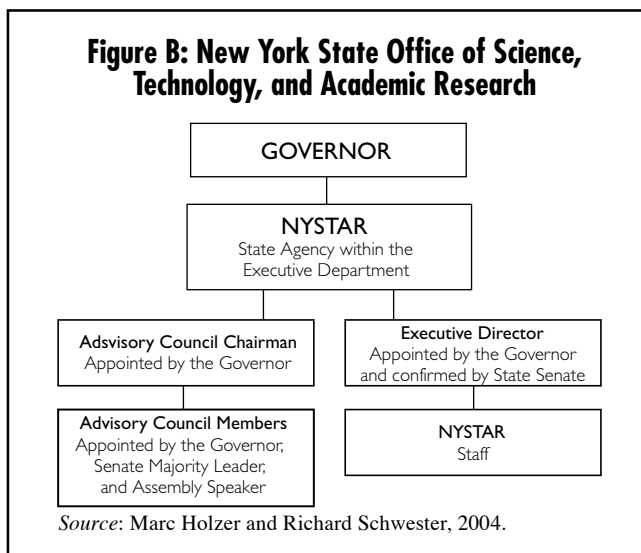 Figure B: New York State Office of Science,
Technology, and Academic Research
GOVERNOR
NYSTAR
State Agency within the
Executive Department
Adsvisory Council Chairman
Appointed by the Governor
Executive Director
Appointed by the Governor
and confirmed by State Senate
Advisory Council Members
Appointed by the Governor,
Senate Majority Leader,
and Assembly Speaker
NYSTAR
Staff
Source: Marc Holzer and Richard Schwester, 2004.